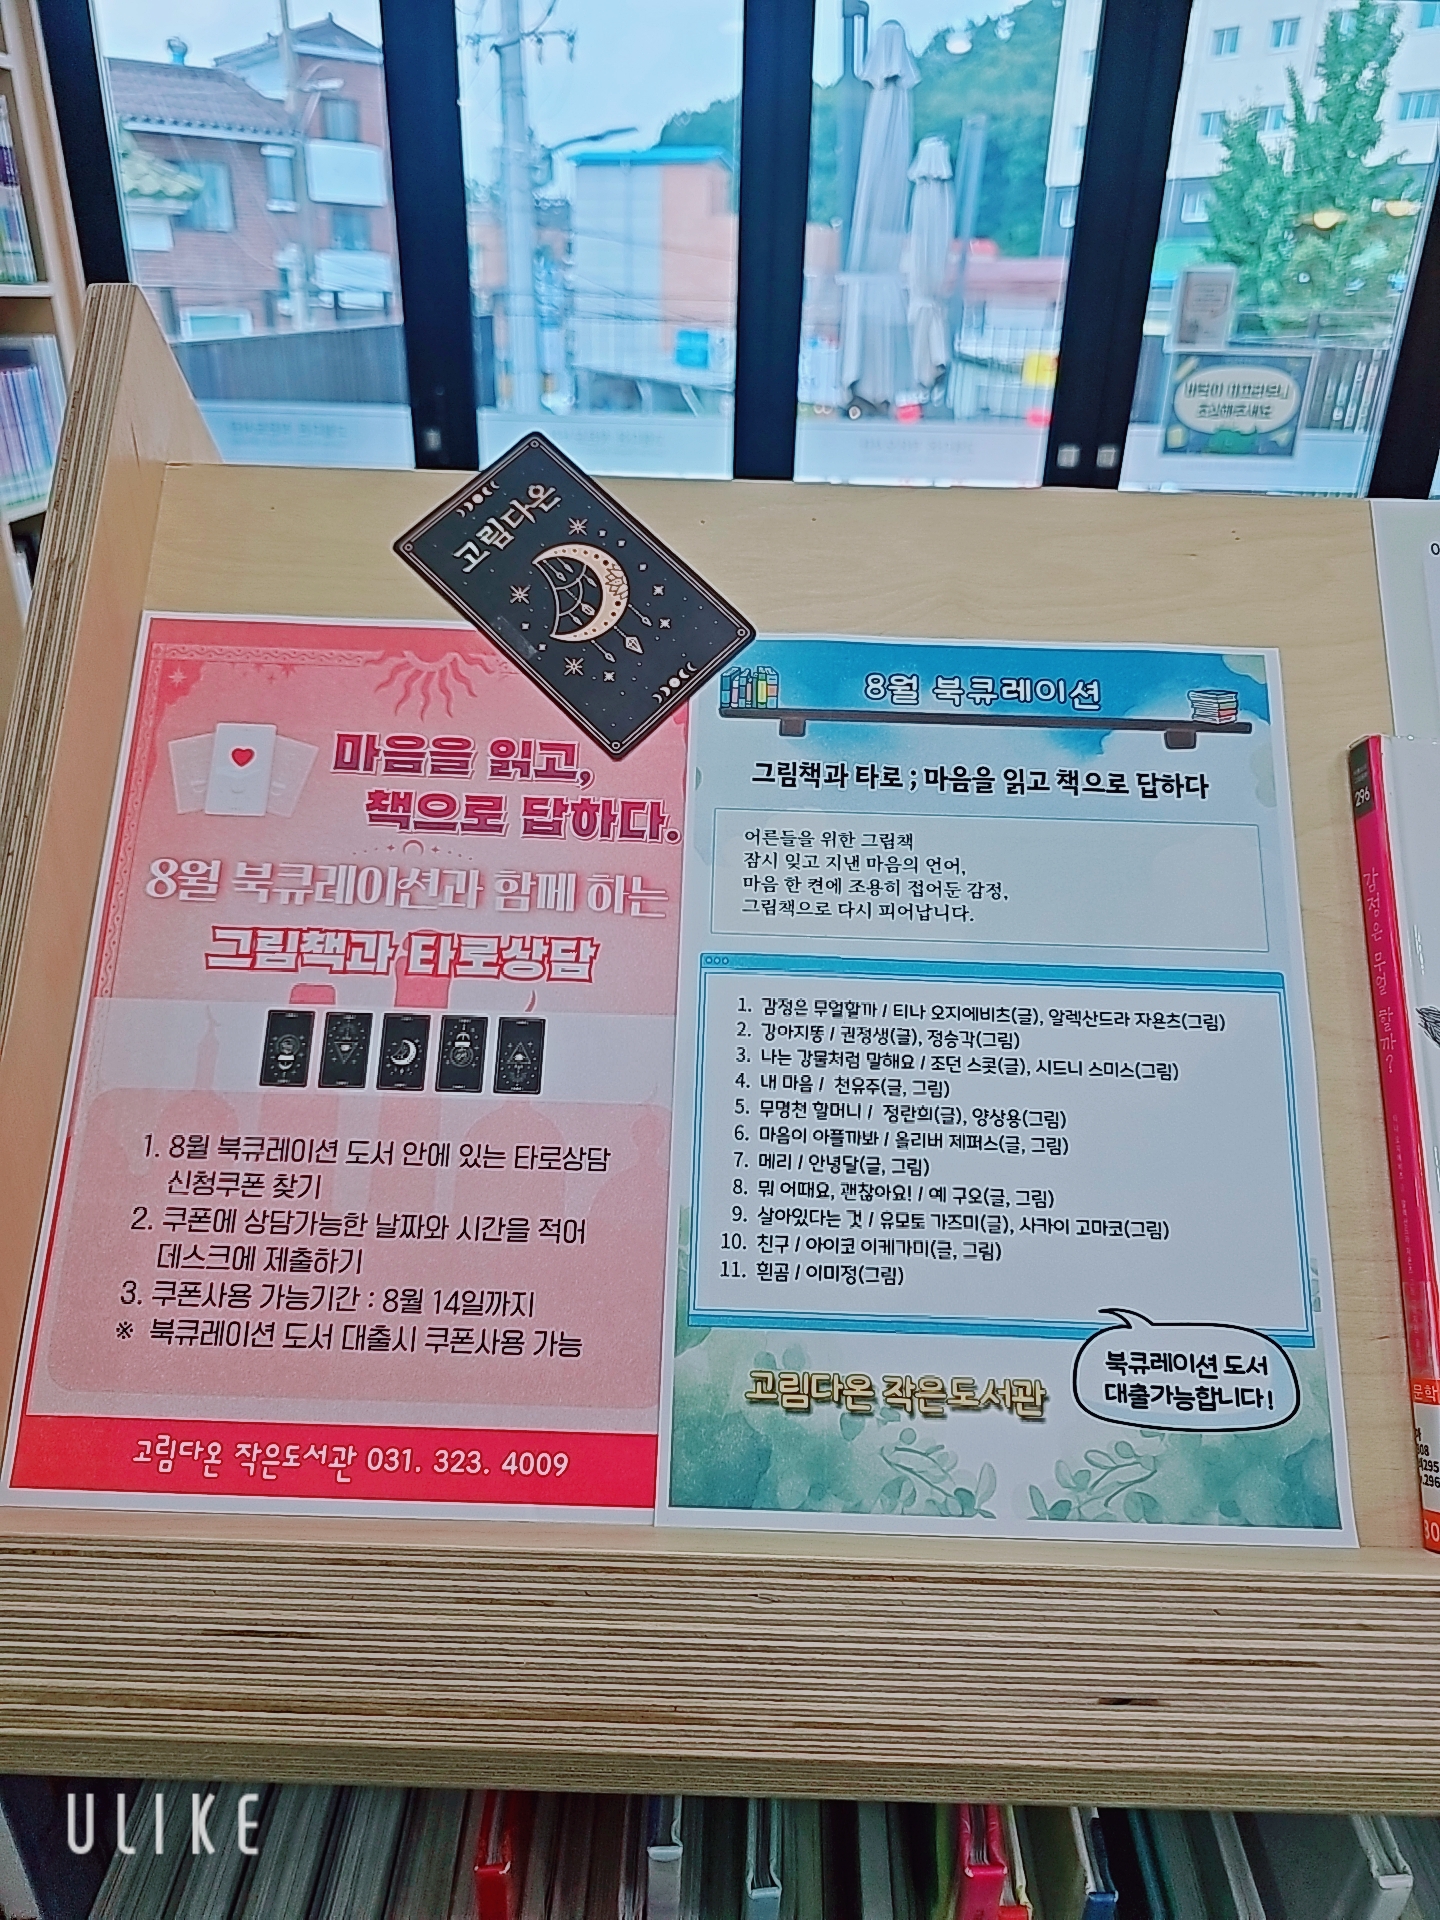 고림다온
마음을 읽고,
책으로 답하다.
8월 북큐레이션과 함께 하는
그림책과 타로상담
1. 8월 북큐레이션 도서 안에 있는 타로상담
신청쿠폰 찾기
2. 쿠폰에 상담가능한 날짜와 시간을 적어
데스크에 제출하기
3. 쿠폰사용 가능기간 : 8월 14일까지
※ 북큐레이션 도서 대출시 쿠폰사용 가능
고림다온 작은도서관 031. 323. 4009
8월 북큐레이션
그림책과 타로 ; 마음을 읽고 책으로 답하다
어른들을 위한 그림책
잠시 잊고 지낸 마음의 언어,
마음 한 켠에 조용히 접어둔 감정,
그림책으로 다시 피어납니다.
1. 감정은 무얼할까 / 티나 오지에비츠(글), 알렉산드라 자욘츠(그림)
2. 강아지똥 / 권정생(글), 정승각(그림)
3. 나는 강물처럼 말해요 / 조던 스콧(글), 시드니 스미스(그림)
4. 내 마음 / 천유주(글, 그림)
5. 무명천 할머니 / 정란희(글), 양상용(그림)
6. 마음이 아플까봐 / 올리버 제퍼스(글, 그림)
7. 메리 / 안녕달(글, 그림)
8. 뭐 어때요, 괜찮아요! / 예 구오(글, 그림)
9. 살아있다는 것 / 유모토 가즈미(글), 사카이 고마코(그림)
10. 친구 / 아이코 이케가미(글, 그림)
11. 흰곰 / 이미정(그림)
고림다온 작은도서관
북큐레이션 도서
대출가능합니다!
296
감정은 무얼 할까?
문학
808
ULIKE